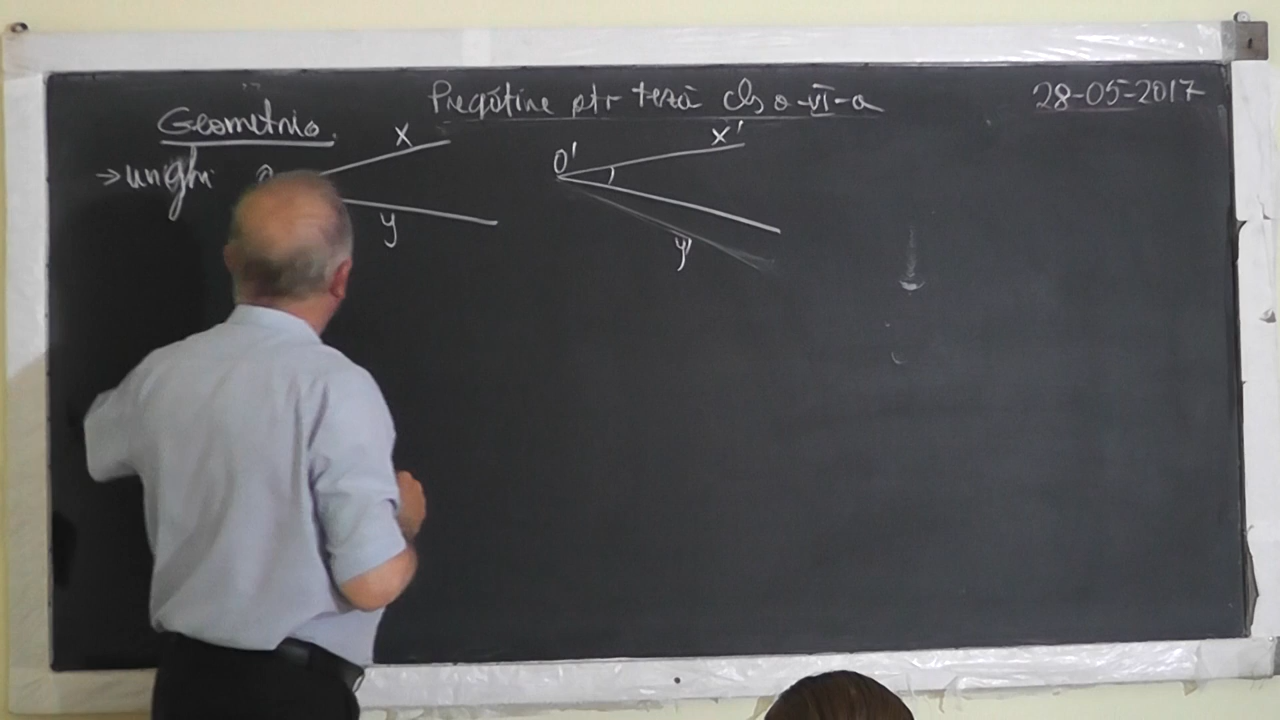 Pregătire ptr teză cls a-VI-a
28-05-2017
Geometrie.
→unghi
O
x
y
O'
x'
y'